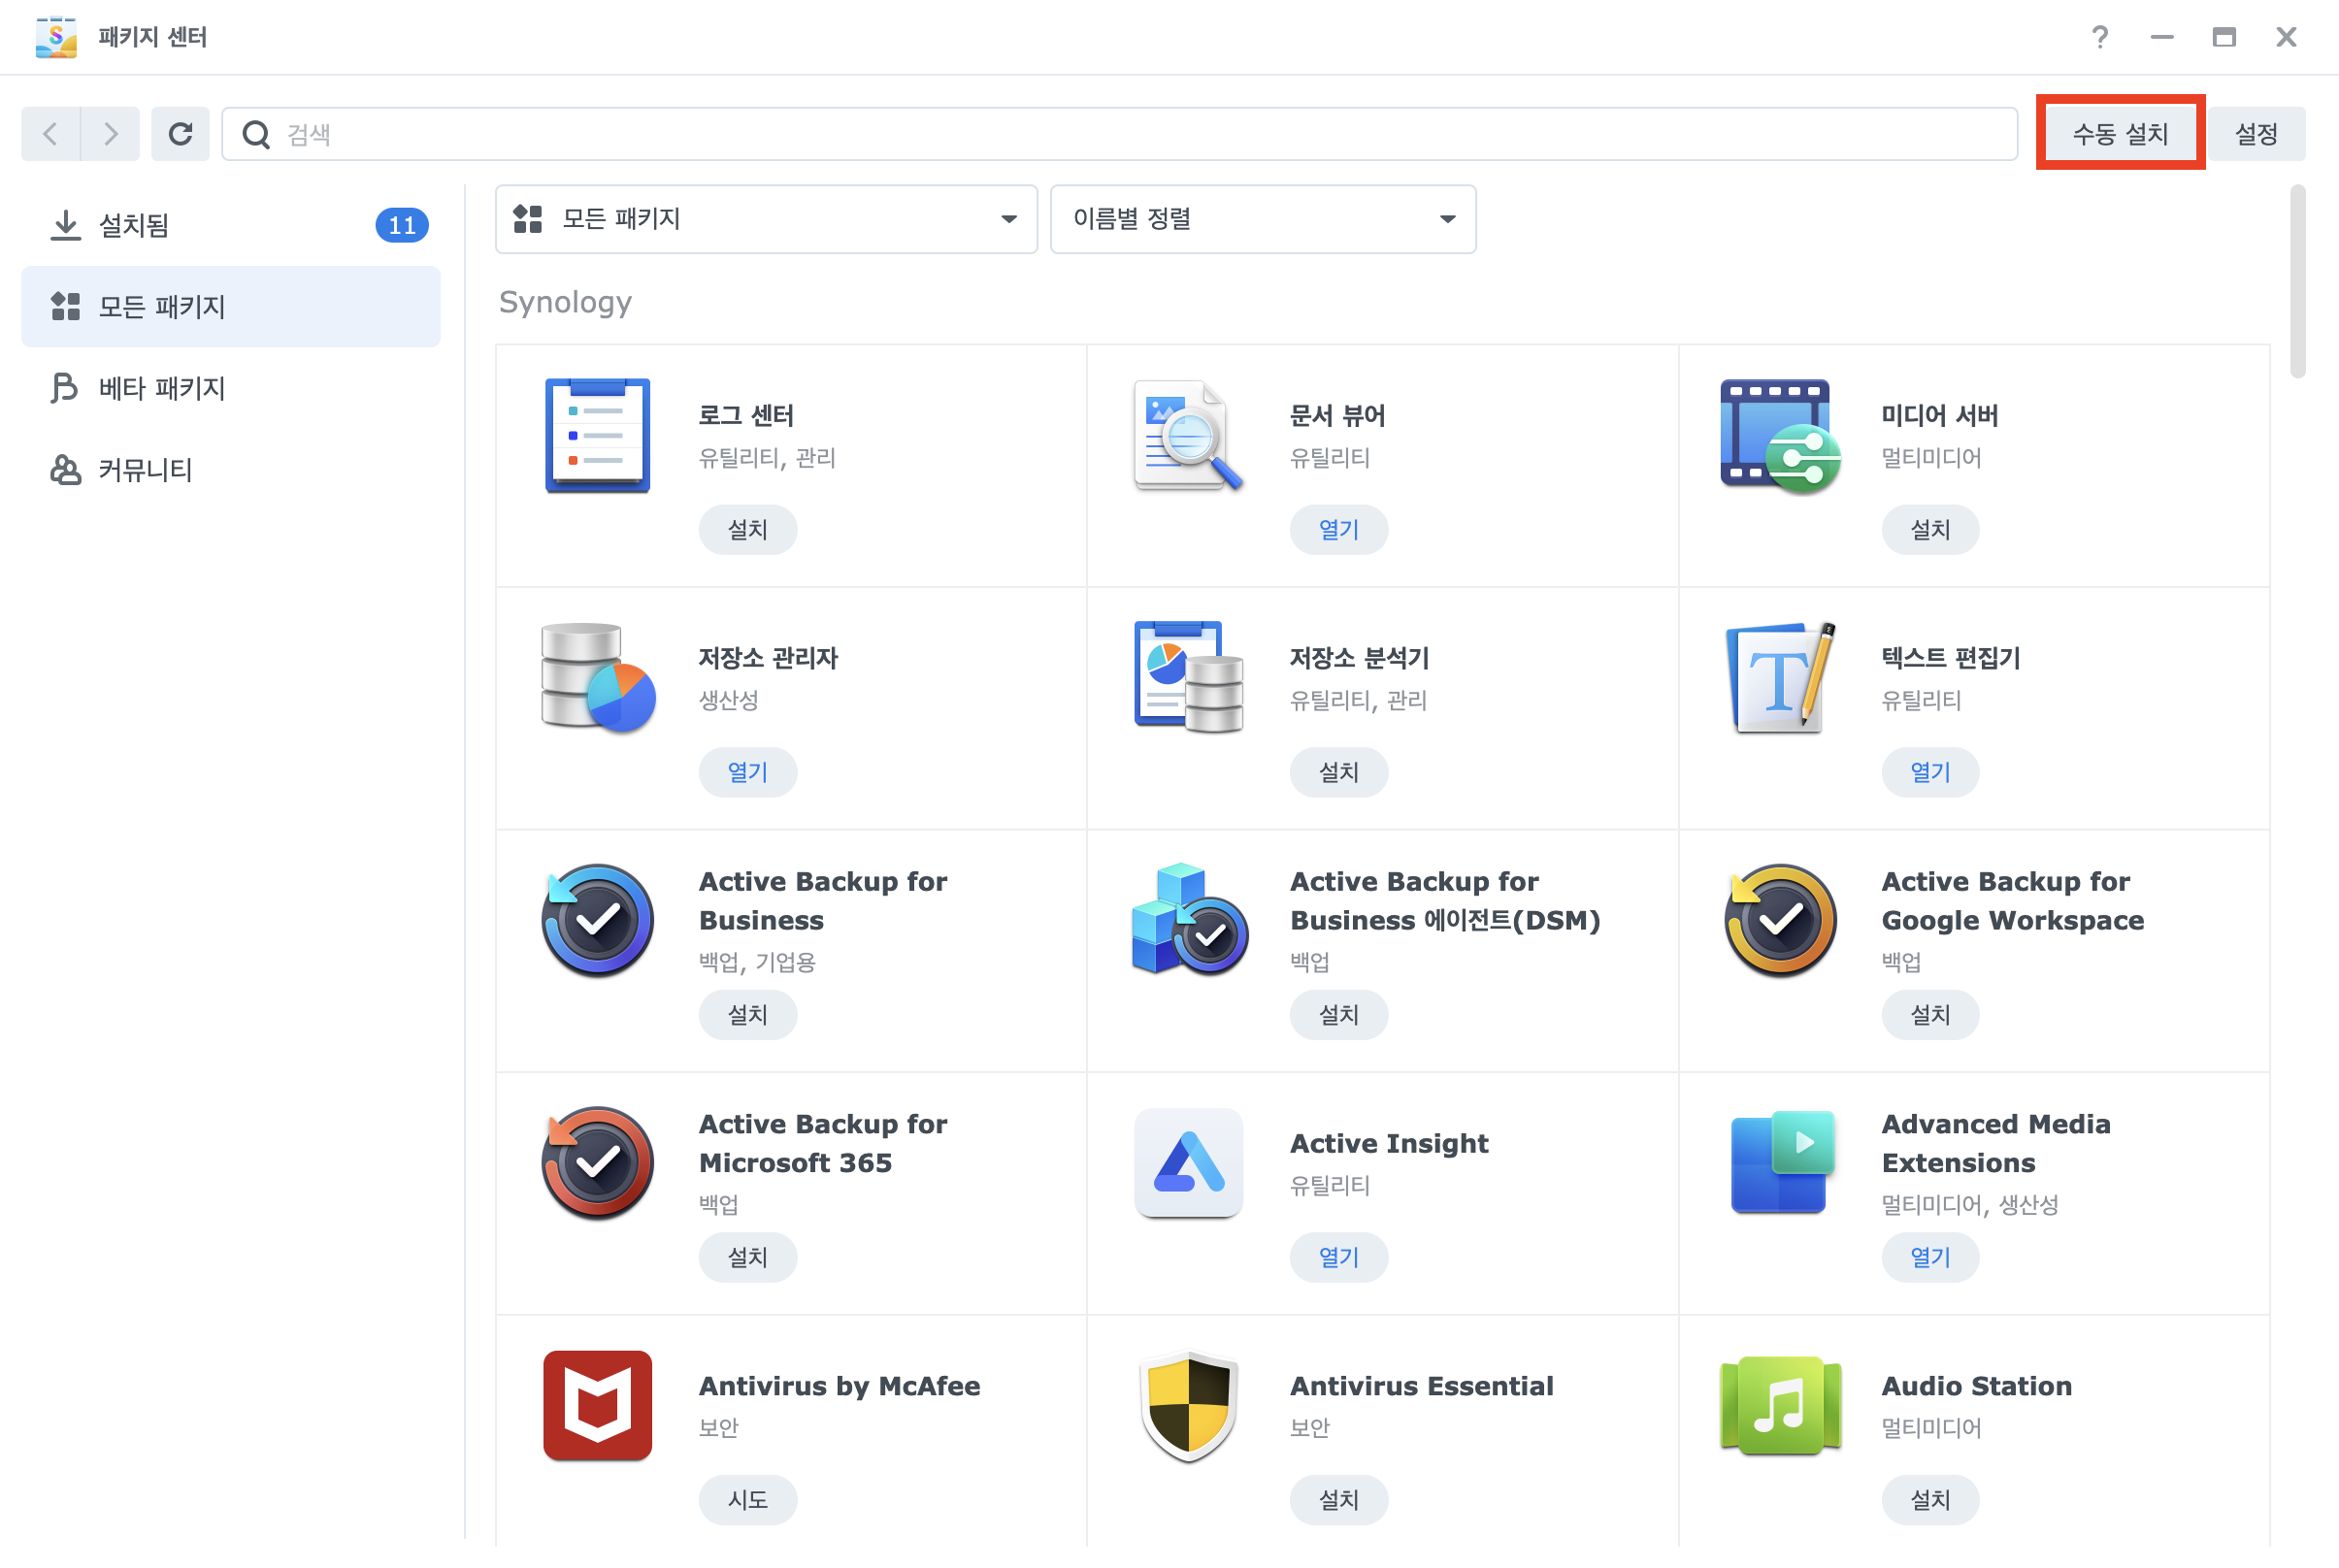 패키지 센터
검색
수동 설치
설정
설치됨
11
모든 패키지
베타 패키지
커뮤니티
모든 패키지
이름별 정렬
Synology
로그 센터
유틸리티, 관리
설치
문서 뷰어
유틸리티
열기
미디어 서버
멀티미디어
설치
저장소 관리자
생산성
열기
저장소 분석기
유틸리티, 관리
설치
텍스트 편집기
유틸리티
열기
Active Backup for
Business
백업, 기업용
설치
Active Backup for
Business 에이전트(DSM)
백업
설치
Active Backup for
Google Workspace
백업
설치
Active Backup for
Microsoft 365
백업
설치
Active Insight
유틸리티
열기
Advanced Media
Extensions
멀티미디어, 생산성
열기
Antivirus by McAfee
보안
시도
Antivirus Essential
보안
설치
Audio Station
멀티미디어
설치